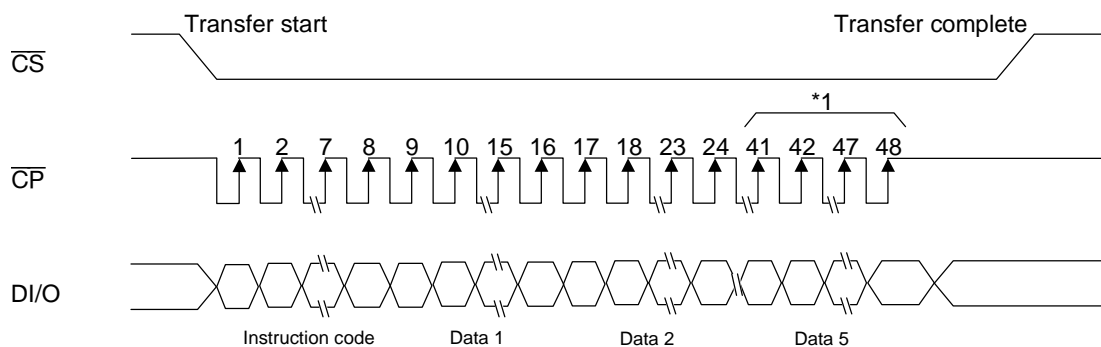 Transfer start Transfer complete
CS
*1
1 2 7 8 9 10 15 16 17 18 23 24 41 42 47 48
CP
DI/O
Instruction code Data 1 Data 2 Data 5